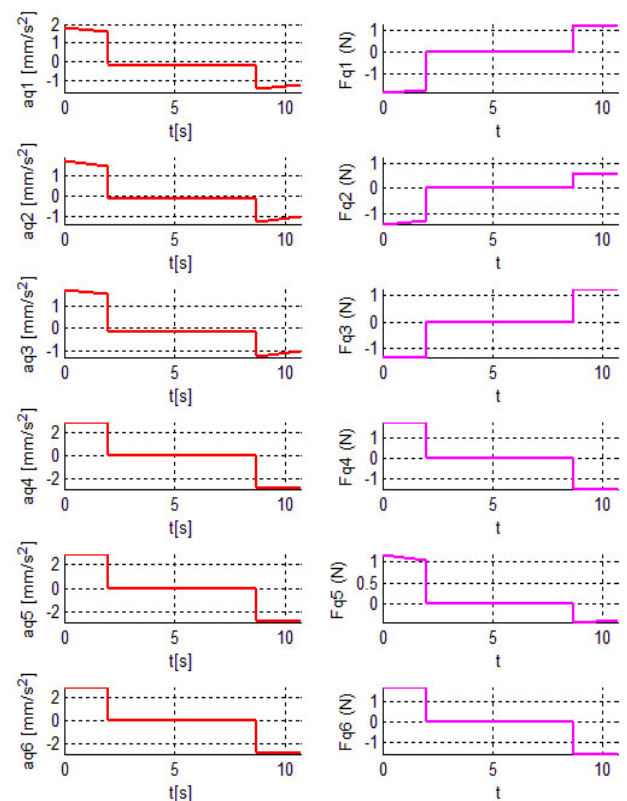 aq1 [mm/s²] 2 1 0 -1 Fq1 (N) 1 0 -1
0 5 10 0 5 10
t[s] t
aq2 [mm/s²] 1 0 -1 Fq2 (N) 1 0 -1
0 5 10 0 5 10
t[s] t
aq3 [mm/s²] 1 0 -1 Fq3 (N) 1 0 -1
0 5 10 0 5 10
t[s] t
aq4 [mm/s²] 2 0 -2 Fq4 (N) 1 0 -1
0 5 10 0 5 10
t[s] t
aq5 [mm/s²] 2 0 -2 Fq5 (N) 1 0.5 0
0 5 10 0 5 10
t[s] t
aq6 [mm/s²] 2 0 -2 Fq6 (N) 1 0 -1
0 5 10 0 5 10
t[s] t